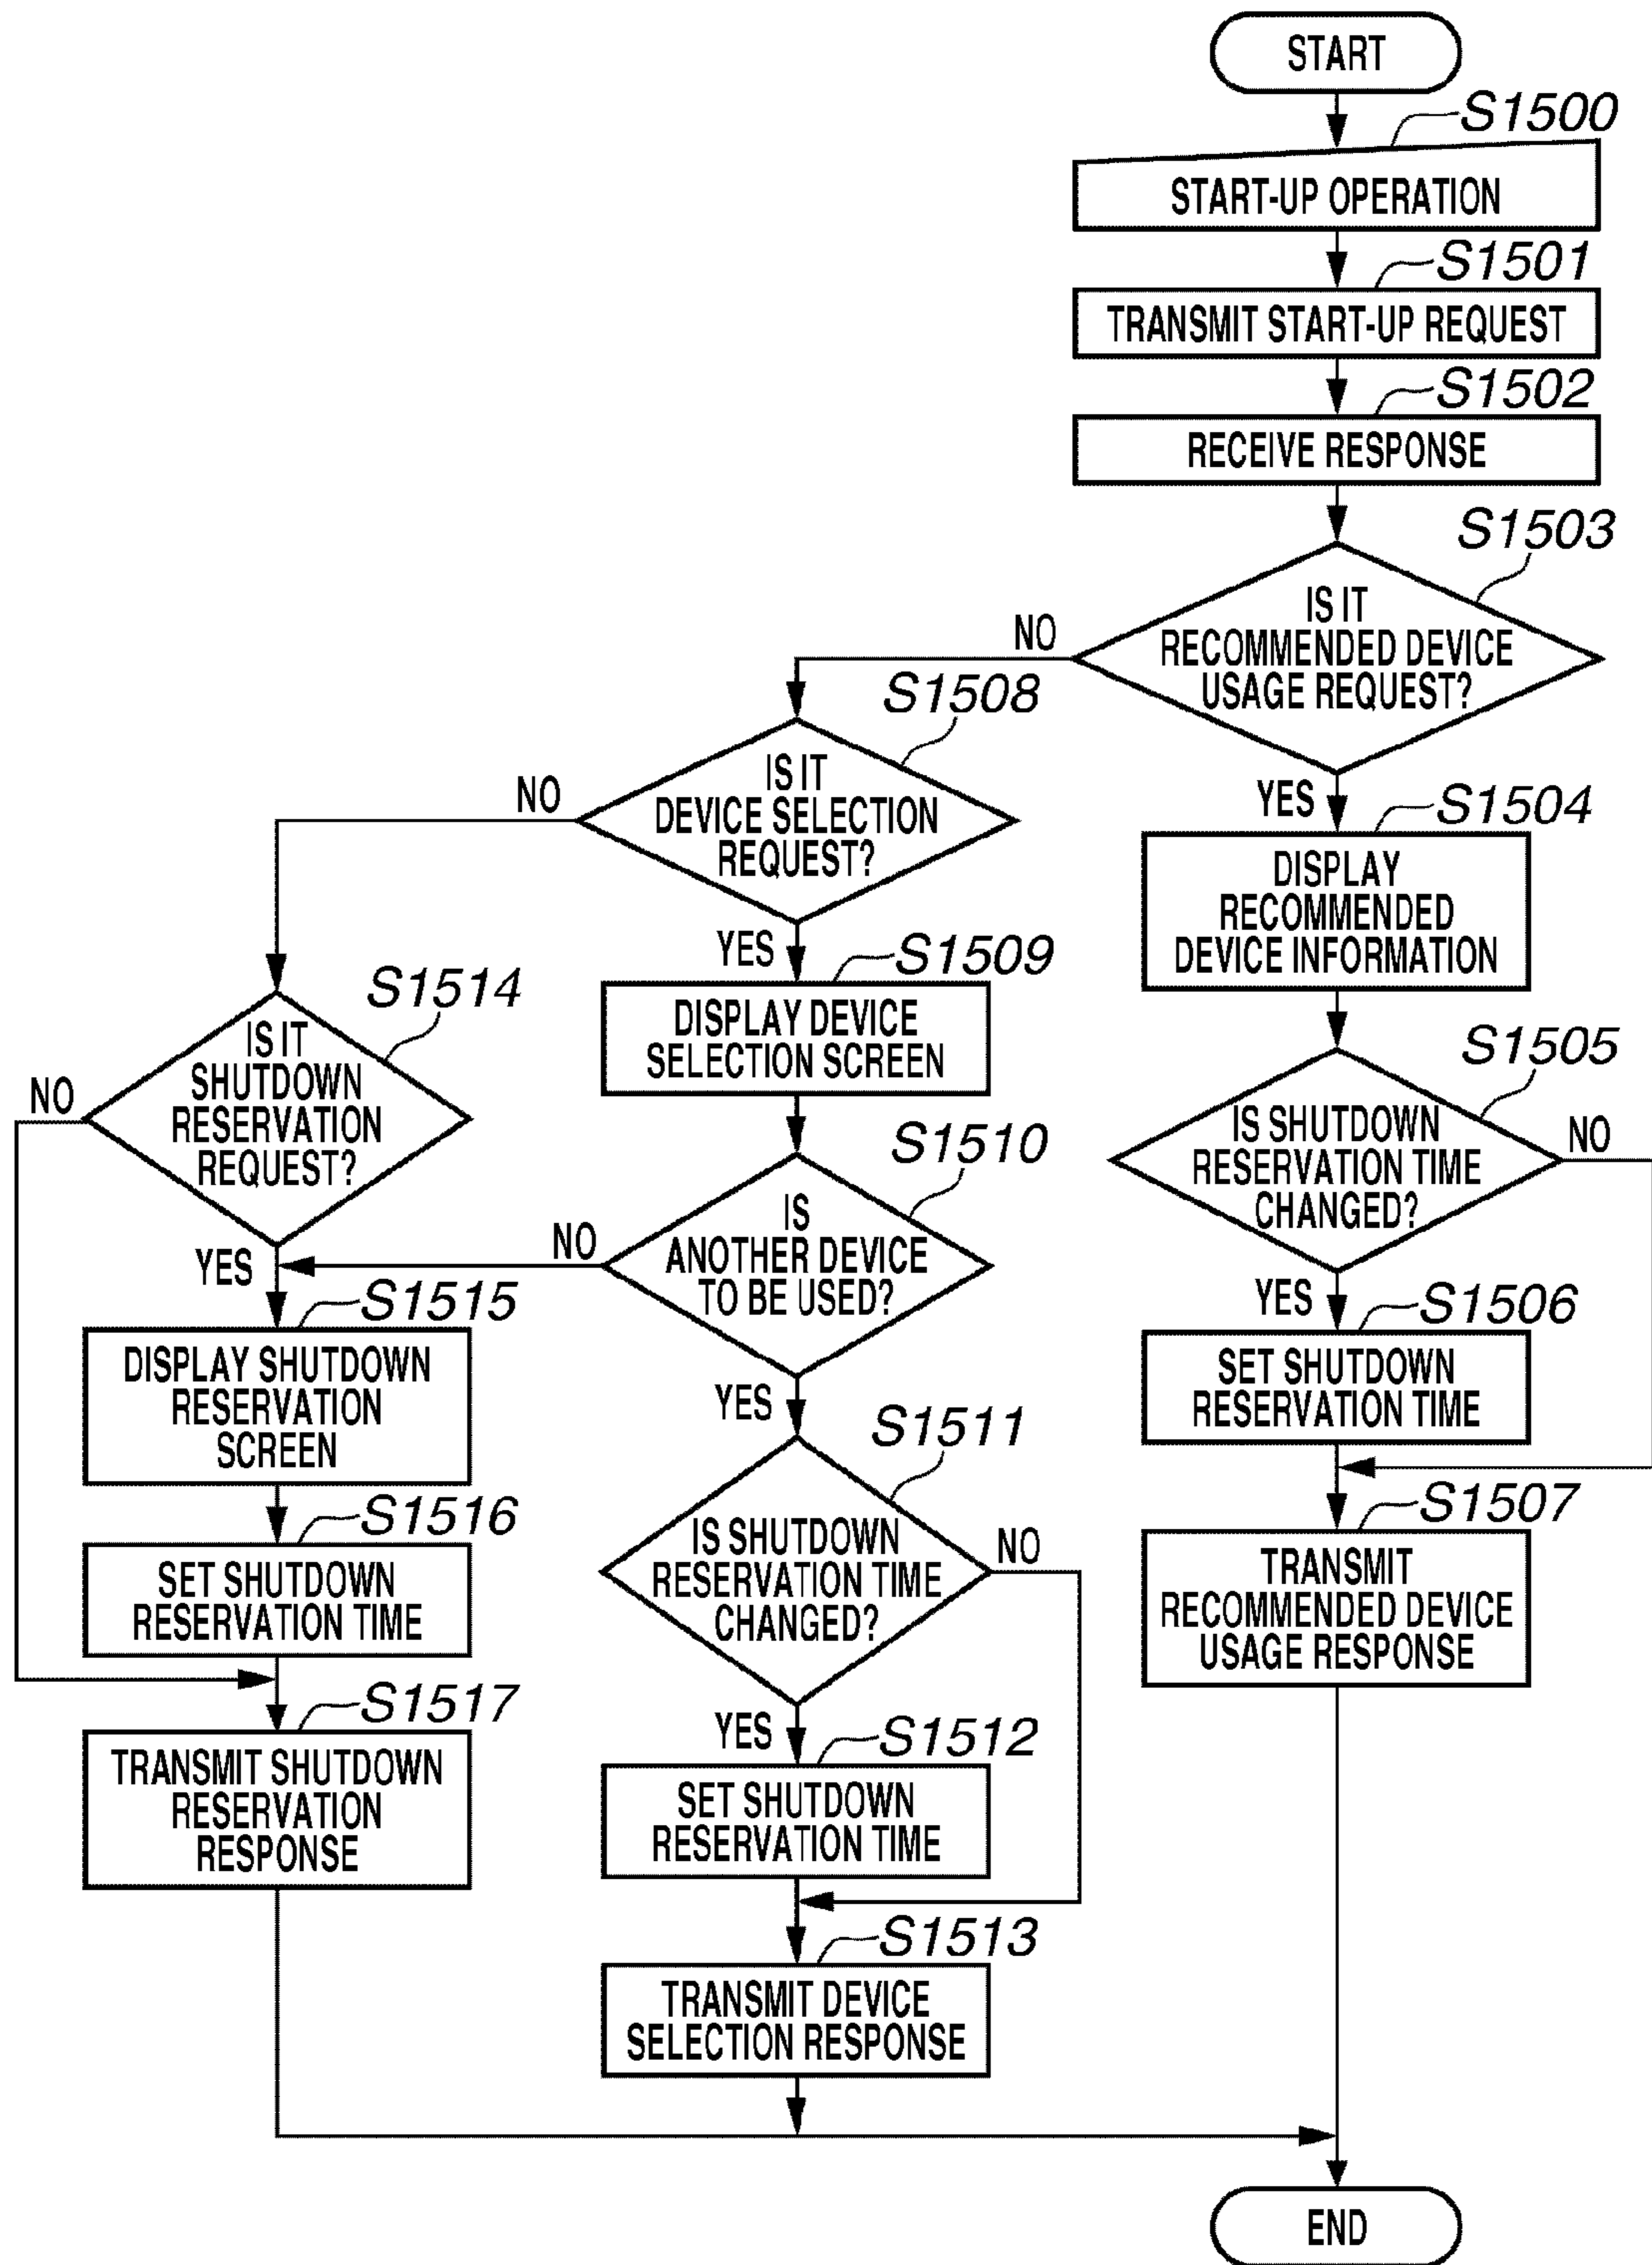 START
S1500
START-UP OPERATION
S1501
TRANSMIT START-UP REQUEST
S1502
RECEIVE RESPONSE
S1503
IS IT
RECOMMENDED DEVICE
USAGE REQUEST?
NO
YES
S1504
DISPLAY
RECOMMENDED
DEVICE INFORMATION
S1505
IS SHUTDOWN
RESERVATION TIME
CHANGED?
NO
YES
S1506
SET SHUTDOWN
RESERVATION TIME
S1507
TRANSMIT
RECOMMENDED DEVICE
USAGE RESPONSE
S1508
IS IT
DEVICE SELECTION
REQUEST?
NO
YES
S1509
DISPLAY DEVICE
SELECTION SCREEN
S1510
IS
ANOTHER DEVICE
TO BE USED?
NO
YES
S1511
IS SHUTDOWN
RESERVATION TIME
CHANGED?
NO
YES
S1512
SET SHUTDOWN
RESERVATION TIME
S1513
TRANSMIT DEVICE
SELECTION RESPONSE
S1514
IS IT
SHUTDOWN
RESERVATION
REQUEST?
NO
YES
S1515
DISPLAY SHUTDOWN
RESERVATION
SCREEN
S1516
SET SHUTDOWN
RESERVATION TIME
S1517
TRANSMIT SHUTDOWN
RESERVATION
RESPONSE
END